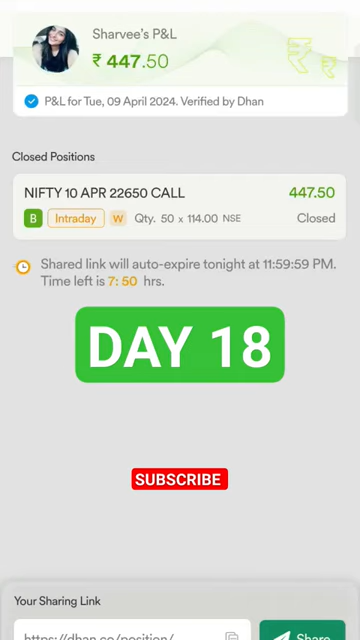 Sharvee's P&L
₹ 447.50
P&L for Tue, 09 April 2024. Verified by Dhan
Closed Positions
NIFTY 10 APR 22650 CALL 447.50
B Intraday W Qty. 50 x 114.00 NSE Closed
Shared link will auto-expire tonight at 11:59:59 PM.
Time left is 7: 50 hrs.
DAY 18
SUBSCRIBE
Your Sharing Link
https://dhan.co/position/ Share